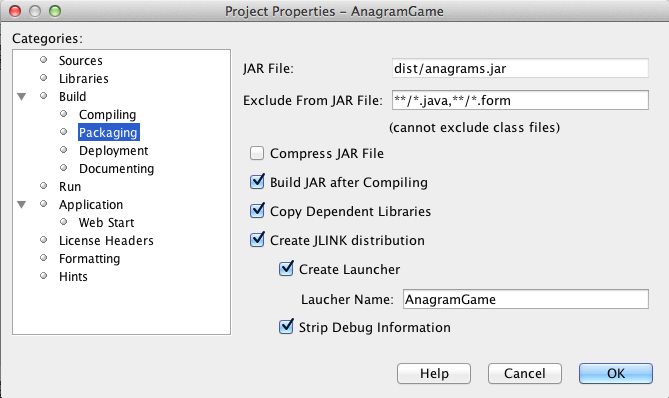 Project Properties – AnagramGame
Categories:
Sources
Libraries
Build
Compiling
Packaging
Deployment
Documenting
Run
Application
Web Start
License Headers
Formatting
Hints
JAR File: dist/anagrams.jar
Exclude From JAR File: **/*.java,**/*.form
(cannot exclude class files)
Compress JAR File
Build JAR after Compiling
Copy Dependent Libraries
Create JLINK distribution
Create Launcher
Laucher Name: AnagramGame
Strip Debug Information
Help Cancel OK